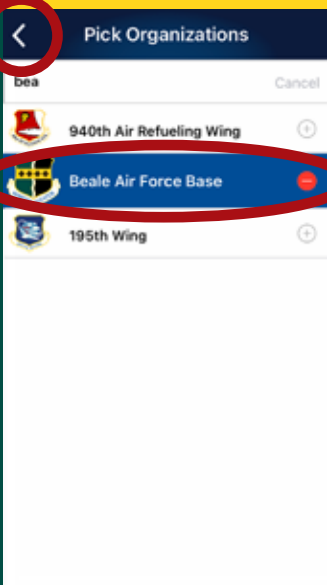 Pick Organizations
bea
Cancel
940th Air Refueling Wing
Beale Air Force Base
195th Wing